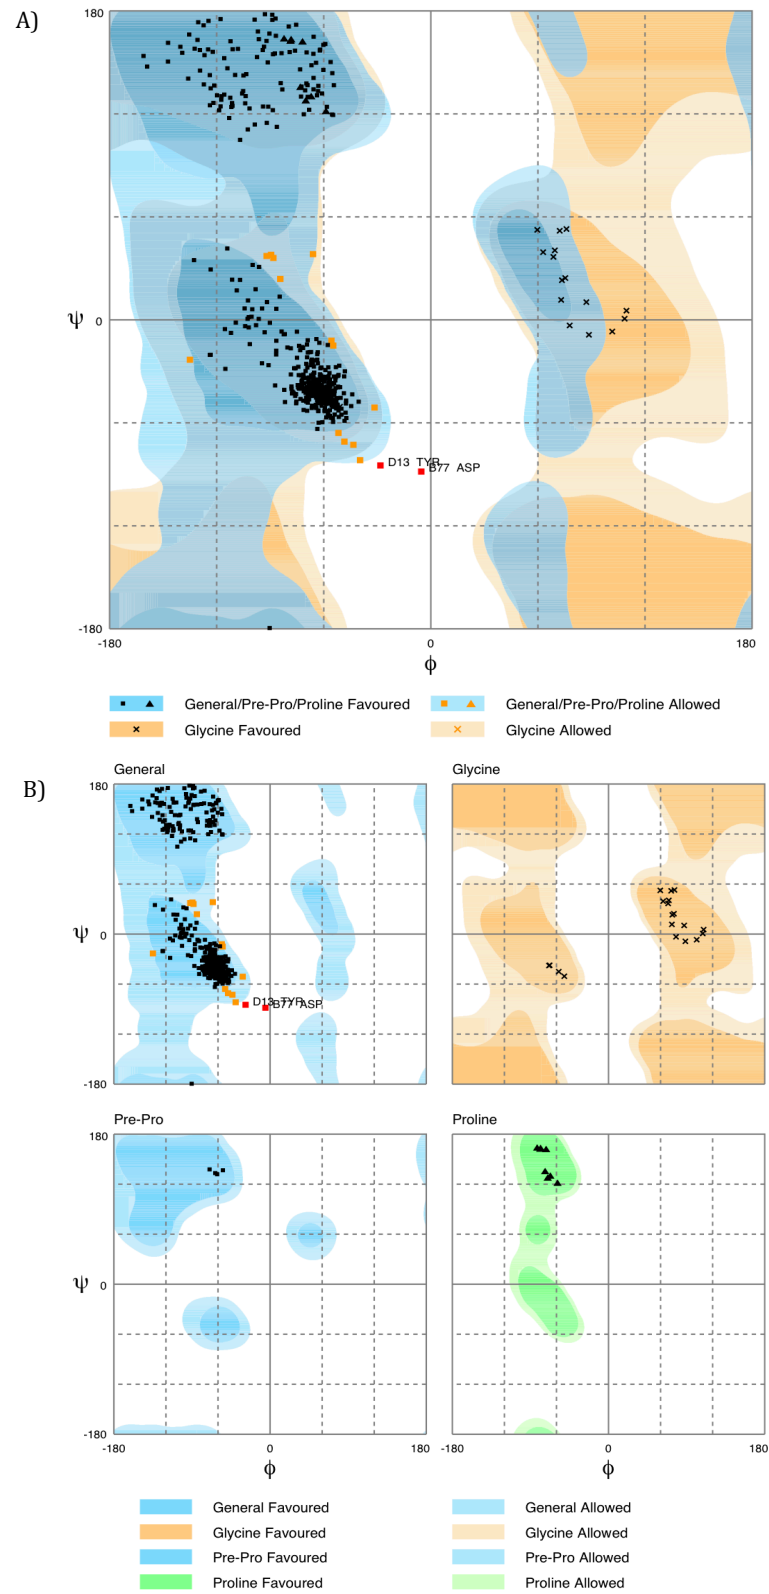 A)
180
ψ
0
D13 TYR
B77 ASP
-180
-180
0
180
ϕ
General/Pre-Pro/Proline Favoured
General/Pre-Pro/Proline Allowed
Glycine Favoured
Glycine Allowed
B)
General
Glycine
180
ψ
0
D13 TYR
B77 ASP
-180
Pre-Pro
Proline
180
ψ
0
-180
-180
0
180
-180
0
180
ϕ
ϕ
General Favoured
General Allowed
Glycine Favoured
Glycine Allowed
Pre-Pro Favoured
Pre-Pro Allowed
Proline Favoured
Proline Allowed